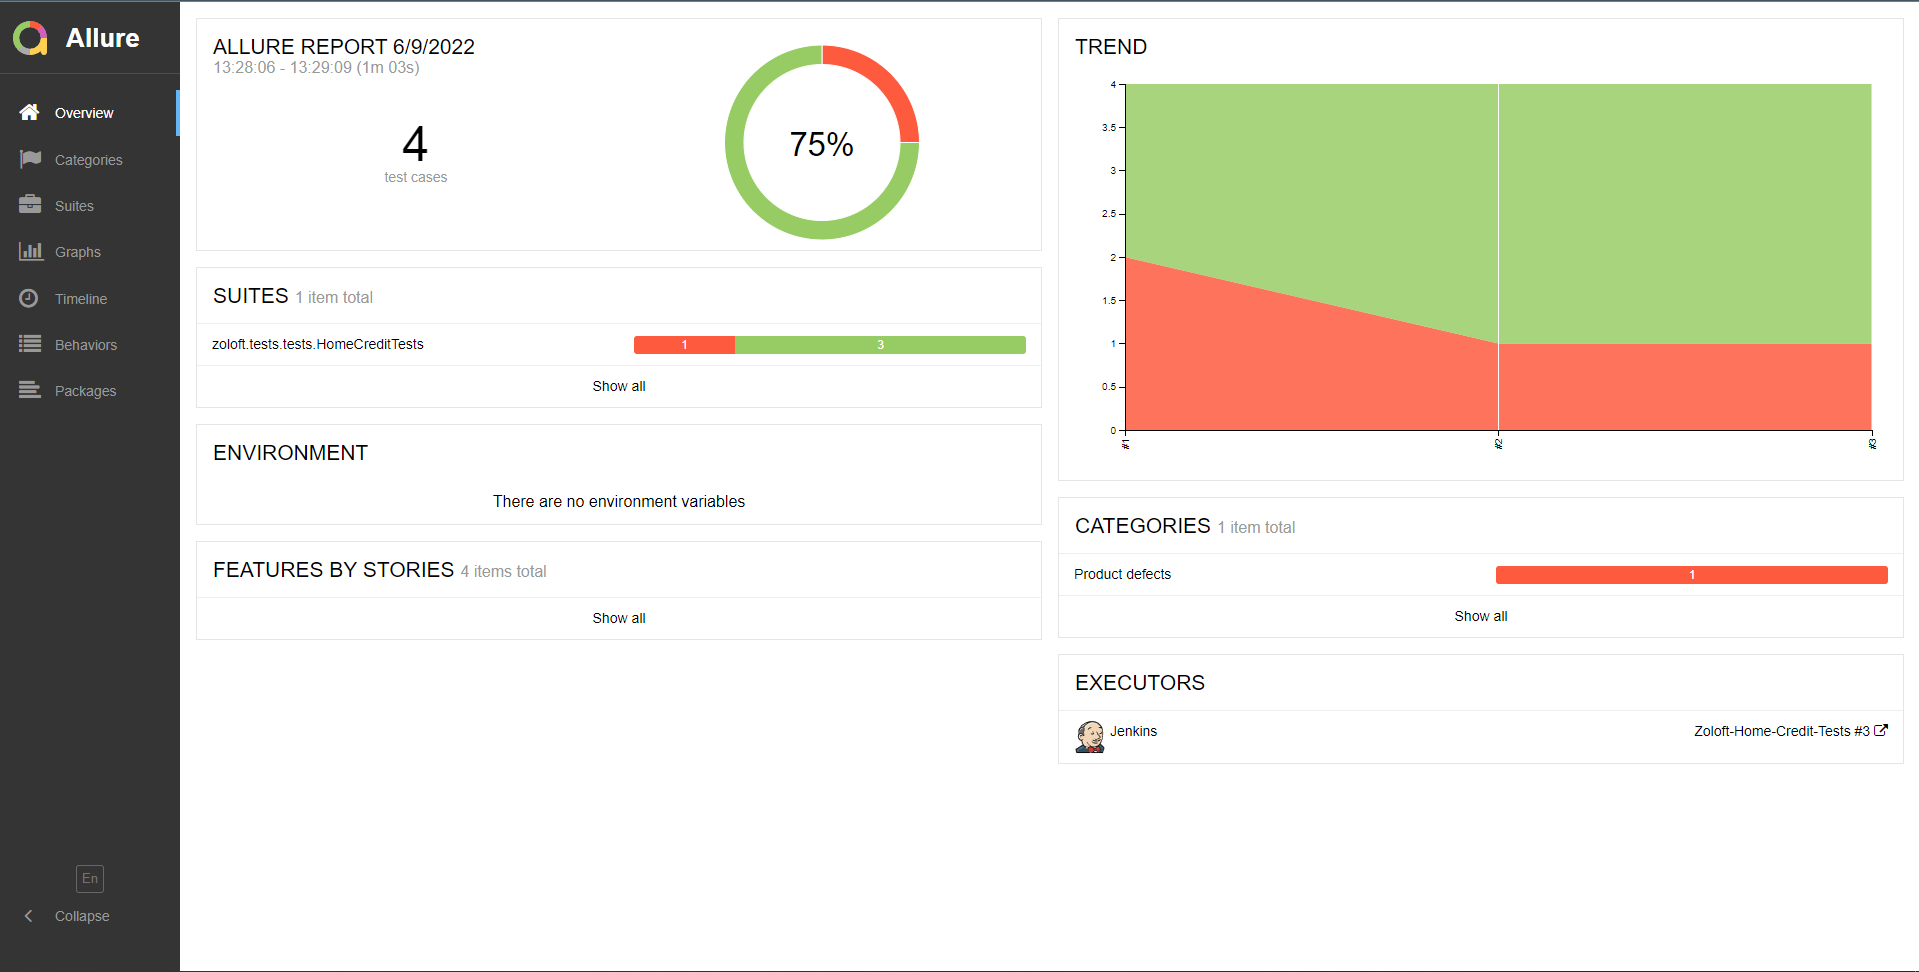 Allure
Overview
Categories
Suites
Graphs
Timeline
Behaviors
Packages
En
Collapse
ALLURE REPORT 6/9/2022
13:28:06 - 13:29:09 (1m 03s)
4
test cases
75%
SUITES 1 item total
zoloft.tests.tests.HomeCreditTests 1 3
Show all
ENVIRONMENT
There are no environment variables
FEATURES BY STORIES 4 items total
Show all
TREND
4
3.5
3
2.5
2
1.5
1
0.5
0
#1 #2 #3
CATEGORIES 1 item total
Product defects 1
Show all
EXECUTORS
Jenkins Zoloft-Home-Credit-Tests #3